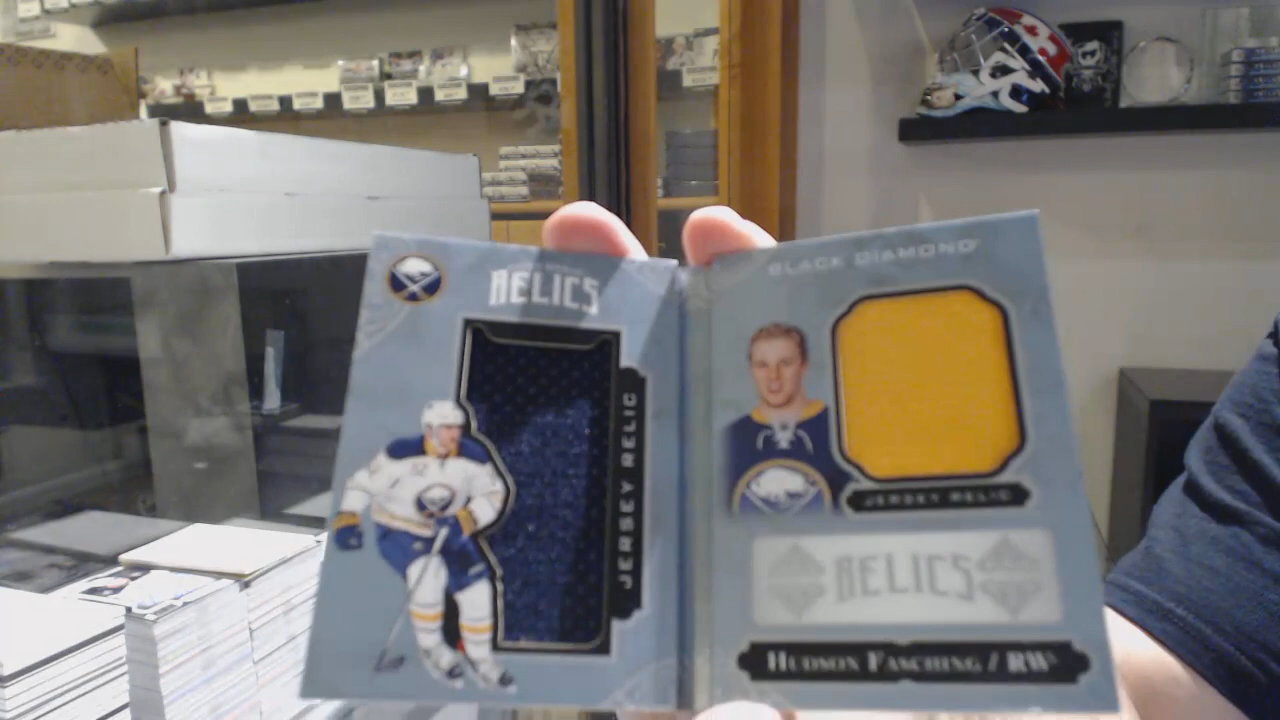 RELICS
JERSEY RELIC
BLACK DIAMOND
JERSEY RELIC
RELICS
HUDSON FASCHING / RW